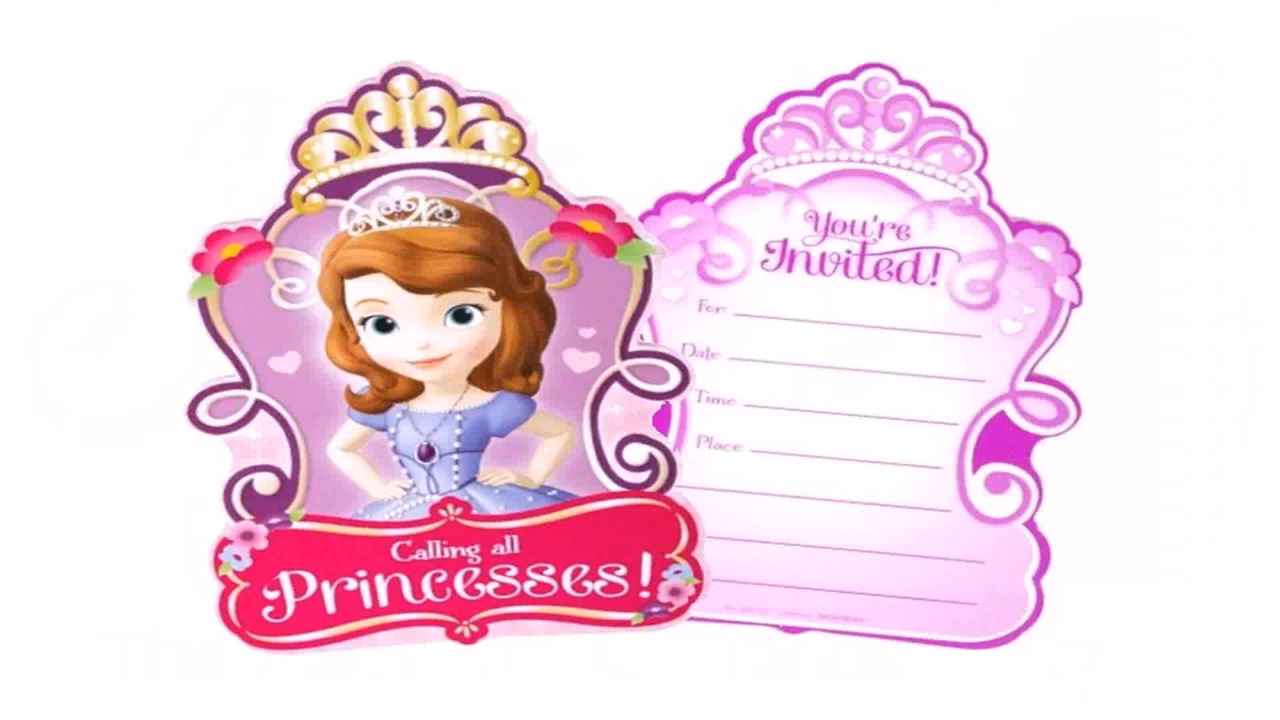 Calling all
Princesses!
You're
Invited!
For:
Date:
Time:
Place: